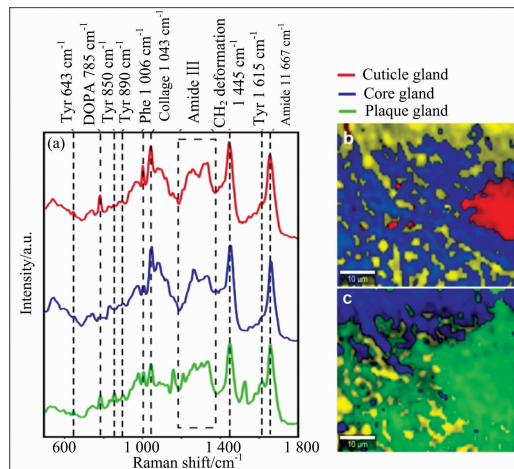 Tyr 643 cm⁻¹
DOPA 785 cm⁻¹
Tyr 850 cm⁻¹
Tyr 890 cm⁻¹
Phe 1 006 cm⁻¹
Collage 1 043 cm⁻¹
Amide III
CH₂ deformation
1 445 cm⁻¹
Tyr 1 615 cm⁻¹
Amide 11 667 cm⁻¹
Cuticle gland
Core gland
Plaque gland
(a)
b
10 μm
c
10 μm
Intensity/a.u.
600 1 000 1 400 1 800
Raman shift/cm⁻¹